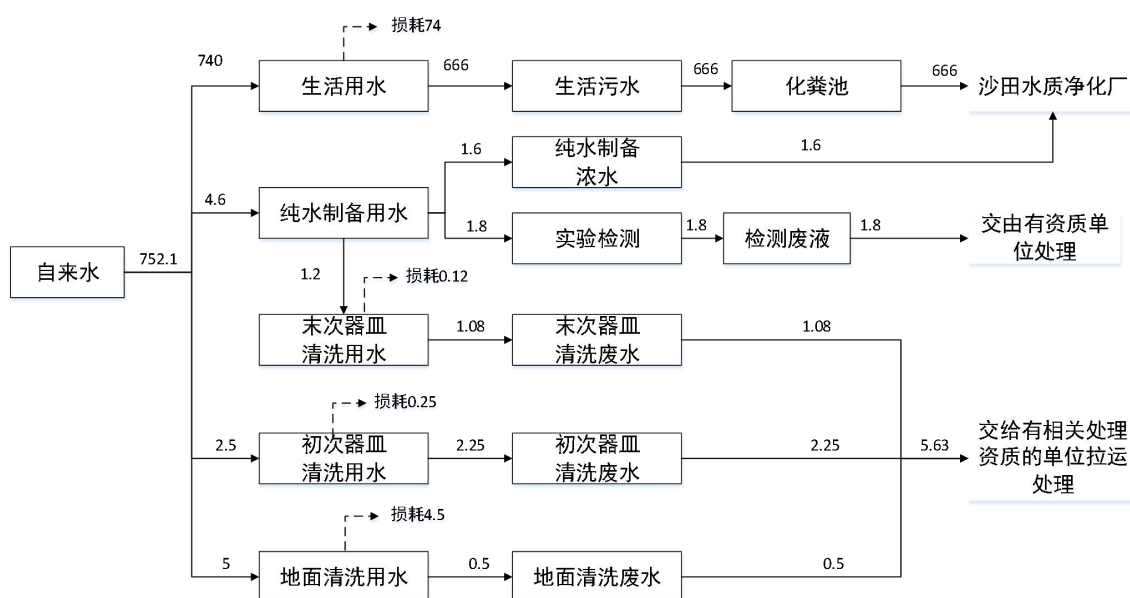 损耗74
740
生活用水
666
生活污水
666
化粪池
666
沙田水质净化厂
1.6
纯水制备
浓水
1.6
4.6
纯水制备用水
1.8
实验检测
1.8
检测废液
1.8
交由有资质单
位处理
自来水
752.1
1.2
损耗0.12
末次器皿
清洗用水
1.08
末次器皿
清洗废水
1.08
损耗0.25
2.5
初次器皿
清洗用水
2.25
初次器皿
清洗废水
2.25
5.63
交给有相关处理
资质的单位拉运
处理
损耗4.5
5
地面清洗用水
0.5
地面清洗废水
0.5